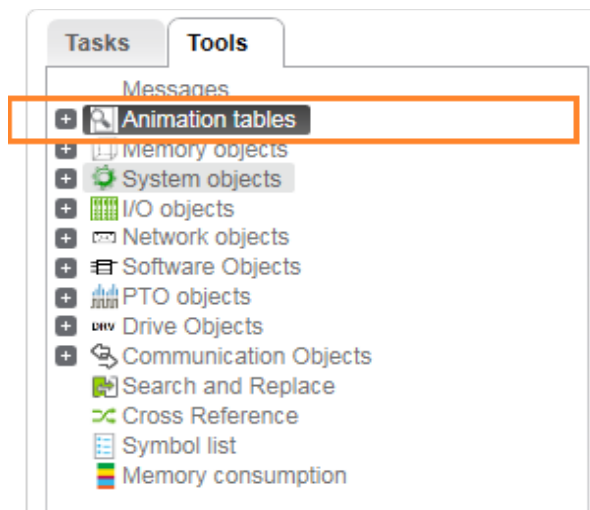 Tasks Tools
Messages
Animation tables
Memory objects
System objects
I/O objects
Network objects
Software Objects
PTO objects
DRV Drive Objects
Communication Objects
Search and Replace
Cross Reference
Symbol list
Memory consumption